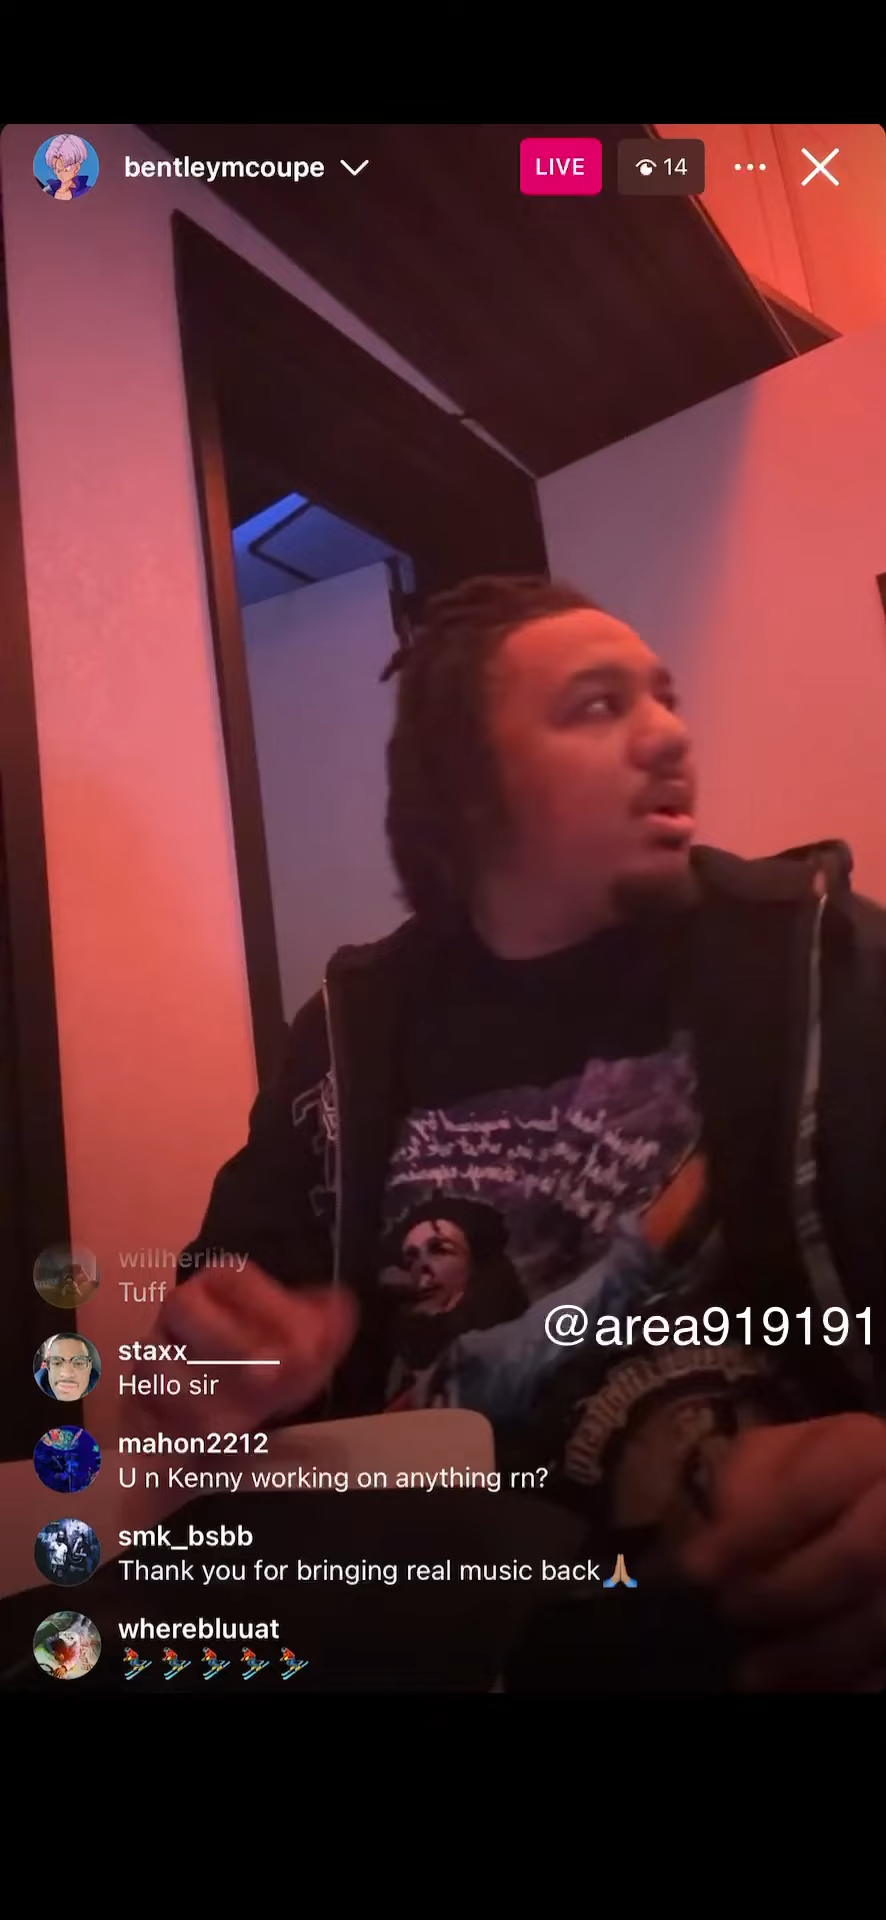 bentleymcoupe
LIVE
14
willherlihy
Tuff
@area919191
staxx______
Hello sir
mahon2212
U n Kenny working on anything rn?
smk_bsbb
Thank you for bringing real music back🙏🏼
wherebluuat
⛷️⛷️⛷️⛷️⛷️